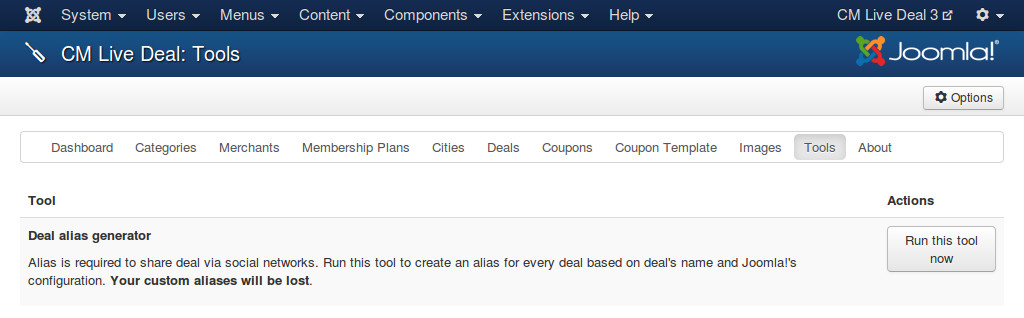 System Users Menus Content Components Extensions Help CM Live Deal 3
CM Live Deal: Tools Joomla!®
Options
Dashboard Categories Merchants Membership Plans Cities Deals Coupons Coupon Template Images Tools About
Tool Actions
Deal alias generator
Run this tool now
Alias is required to share deal via social networks. Run this tool to create an alias for every deal based on deal's name and Joomla!'s
configuration. Your custom aliases will be lost.